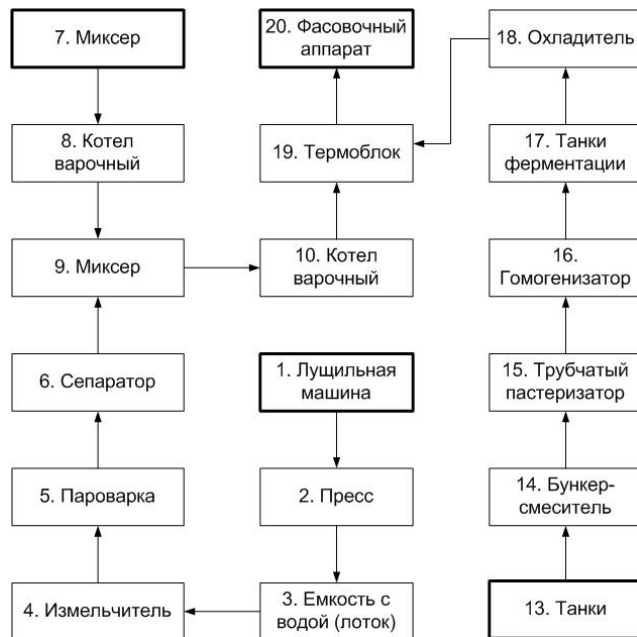 7. Миксер
20. Фасовочный
аппарат
18. Охладитель
8. Котел
варочный
19. Термоблок
17. Танки
ферментации
9. Миксер
10. Котел
варочный
16.
Гомогенизатор
6. Сепаратор
1. Лущильная
машина
15. Трубчатый
пастеризатор
5. Пароварка
2. Пресс
14. Бункер-
смеситель
4. Измельчитель
3. Емкость с
водой (лоток)
13. Танки